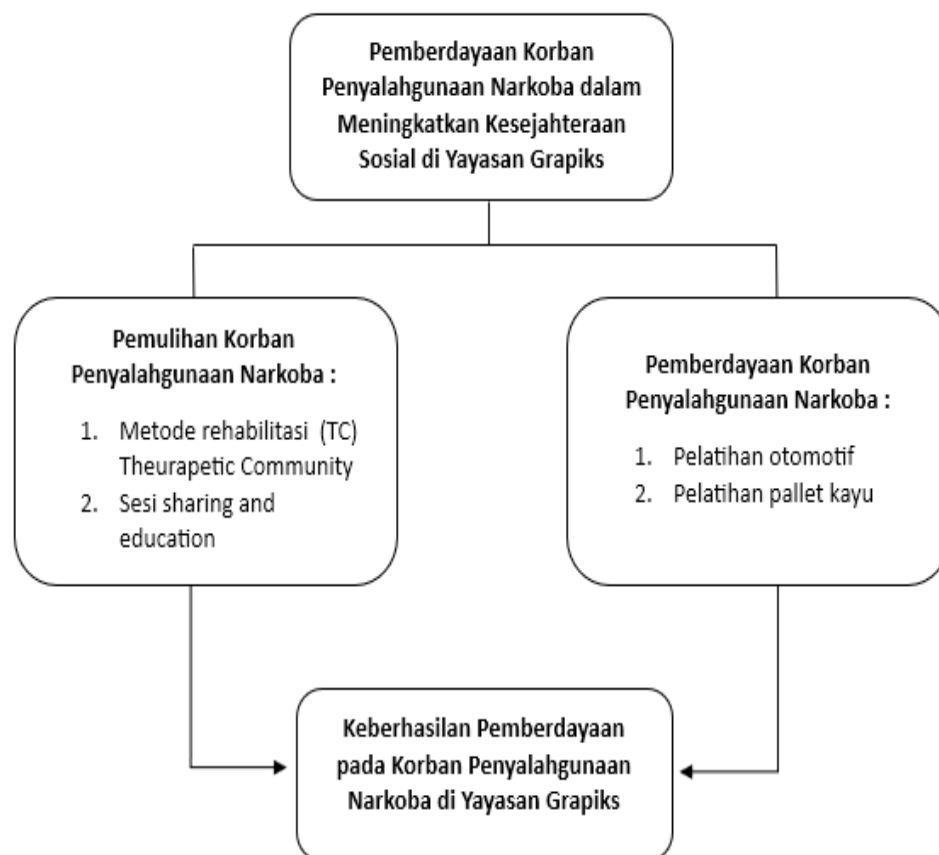 Pemberdayaan Korban
Penyalahgunaan Narkoba dalam
Meningkatkan Kesejahteraan
Sosial di Yayasan Grapiks
Pemulihan Korban
Penyalahgunaan Narkoba :
1. Metode rehabilitasi (TC)
Theurapetic Community
2. Sesi sharing and
education
Pemberdayaan Korban
Penyalahgunaan Narkoba :
1. Pelatihan otomotif
2. Pelatihan pallet kayu
Keberhasilan Pemberdayaan
pada Korban Penyalahgunaan
Narkoba di Yayasan Grapiks